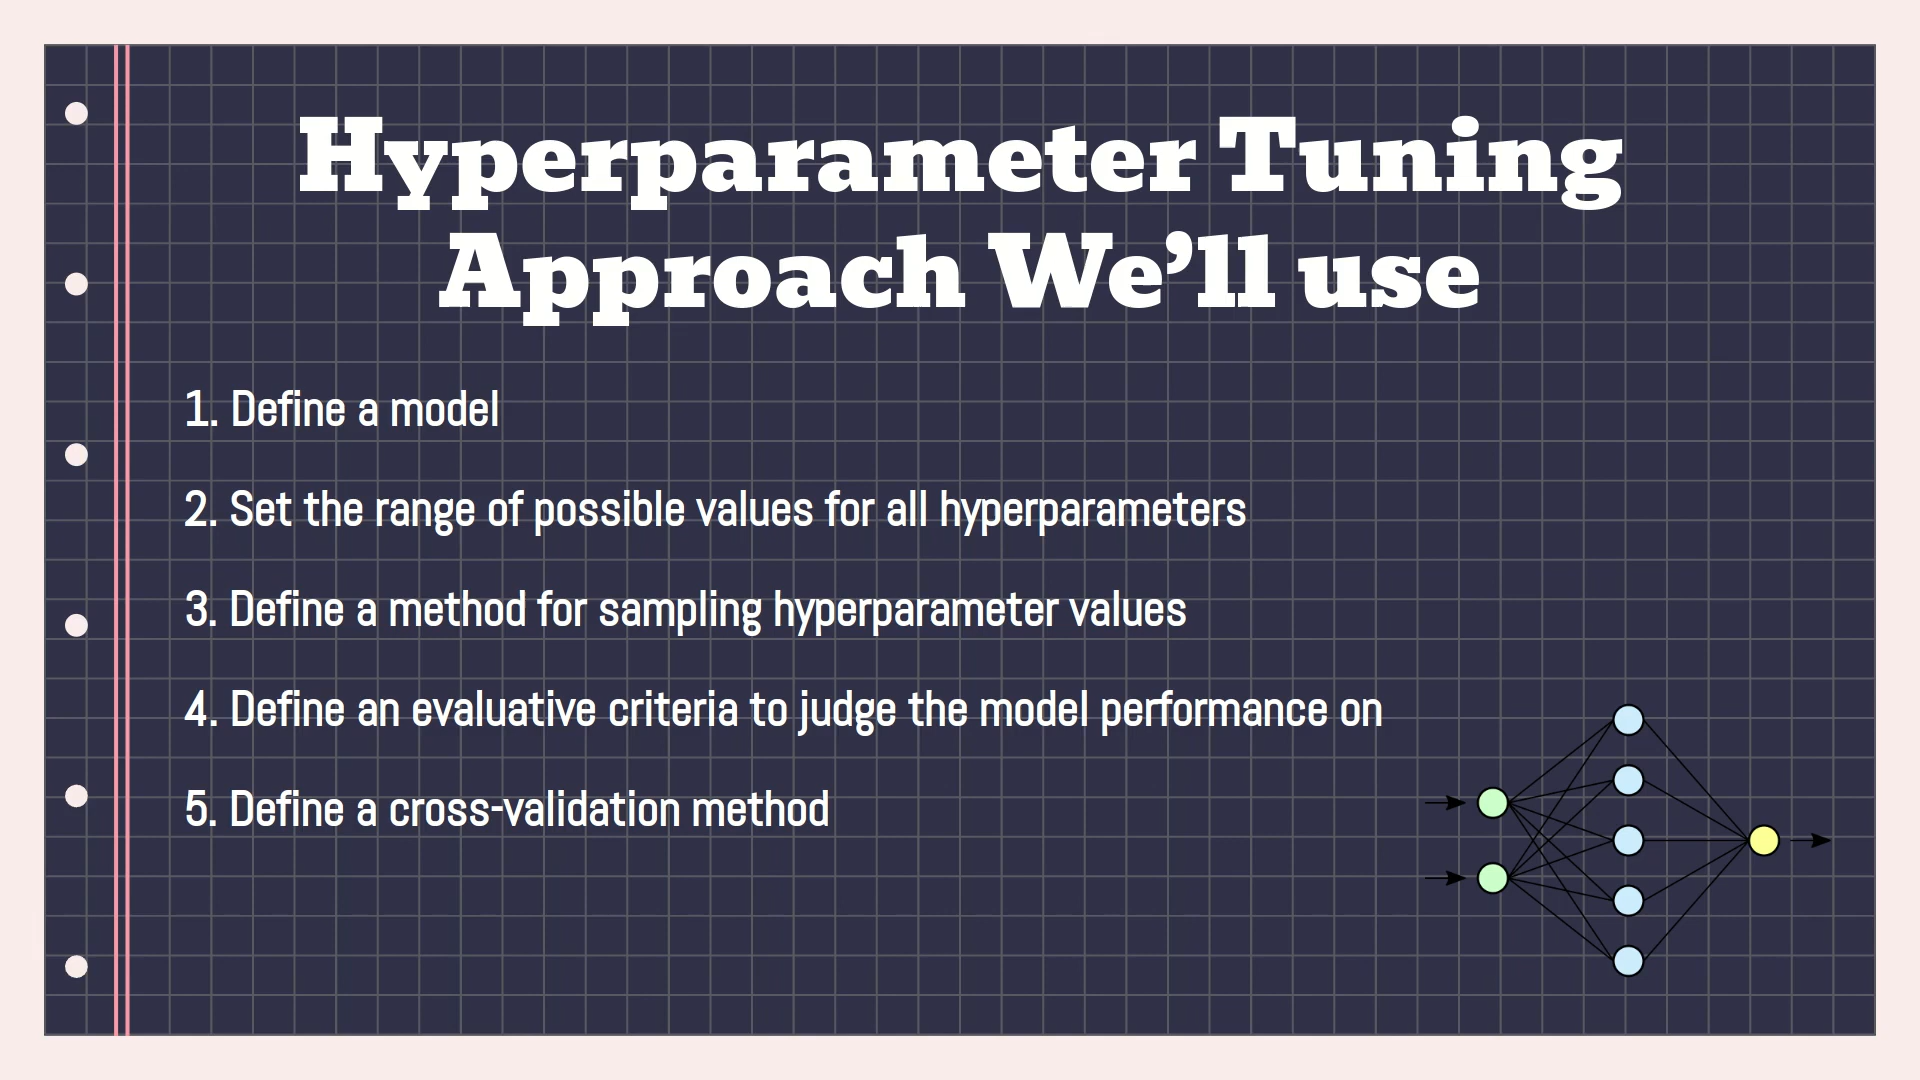 Hyperparameter Tuning
Approach We’ll use
1. Define a model
2. Set the range of possible values for all hyperparameters
3. Define a method for sampling hyperparameter values
4. Define an evaluative criteria to judge the model performance on
5. Define a cross-validation method